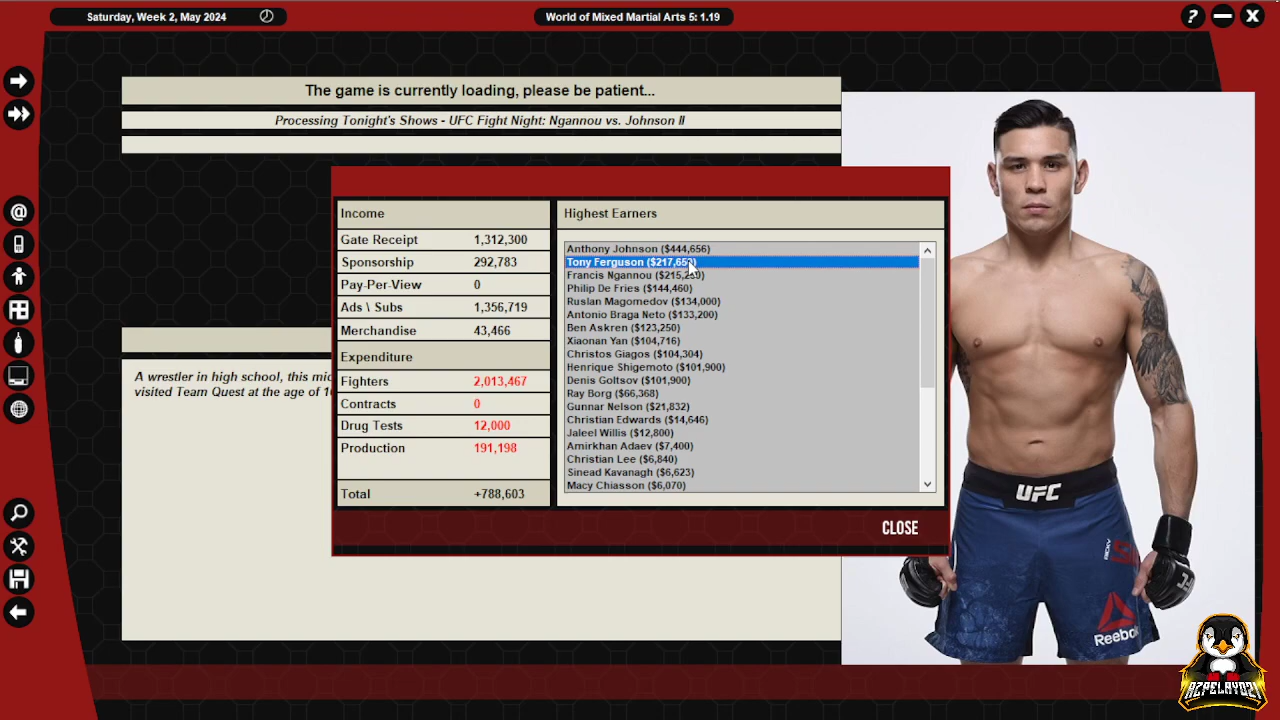 Saturday, Week 2, May 2024
World of Mixed Martial Arts 5: 1.19
?
The game is currently loading, please be patient...
Processing Tonight's Shows - UFC Fight Night: Ngannou vs. Johnson II
A wrestler in high school, this
visited Team Quest at the age of
Income
Gate Receipt 1,312,300
Sponsorship 292,783
Pay-Per-View 0
Ads \ Subs 1,356,719
Merchandise 43,466
Expenditure
Fighters 2,013,467
Contracts 0
Drug Tests 12,000
Production 191,198
Total +788,603
Highest Earners
Anthony Johnson ($444,656)
Tony Ferguson
Francis Ngannou
Philip De Fries ($144,460)
Ruslan Magomedov ($134,000)
Antonio Braga Neto ($133,200)
Ben Askren ($123,250)
Xiaonan Yan ($104,716)
Christos Giagos ($104,304)
Henrique Shigemoto ($101,900)
Denis Goltsov ($101,900)
Ray Borg ($66,368)
Gunnar Nelson ($21,832)
Christian Edwards ($14,646)
Jaleel Willis ($12,800)
Amirkhan Adaev ($7,400)
Christian Lee ($6,840)
Sinead Kavanagh ($6,623)
Macy Chiasson ($6,070)
CLOSE
UFC
Reebok
AZPELAYO21